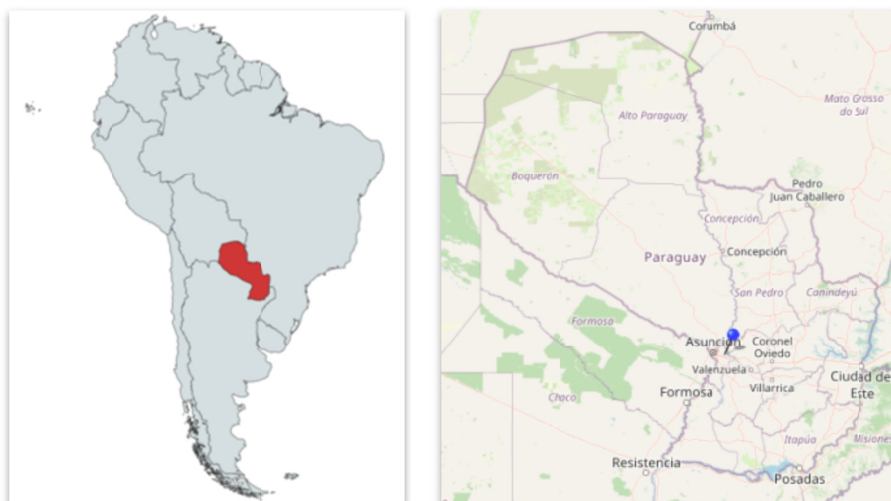 Corumbá
Mato Grosso
do Sul
Alto Paraguay
Boquerón
Pedro
Juan Caballero
Concepción
Concepción
Paraguay
San Pedro
Canindeyú
Formosa
Asunción
Coronel
Oviedo
Valenzuela
Ciudad del
Este
Villarrica
Formosa
Chaco
Itapúa
Misiones
Resistencia
Posadas